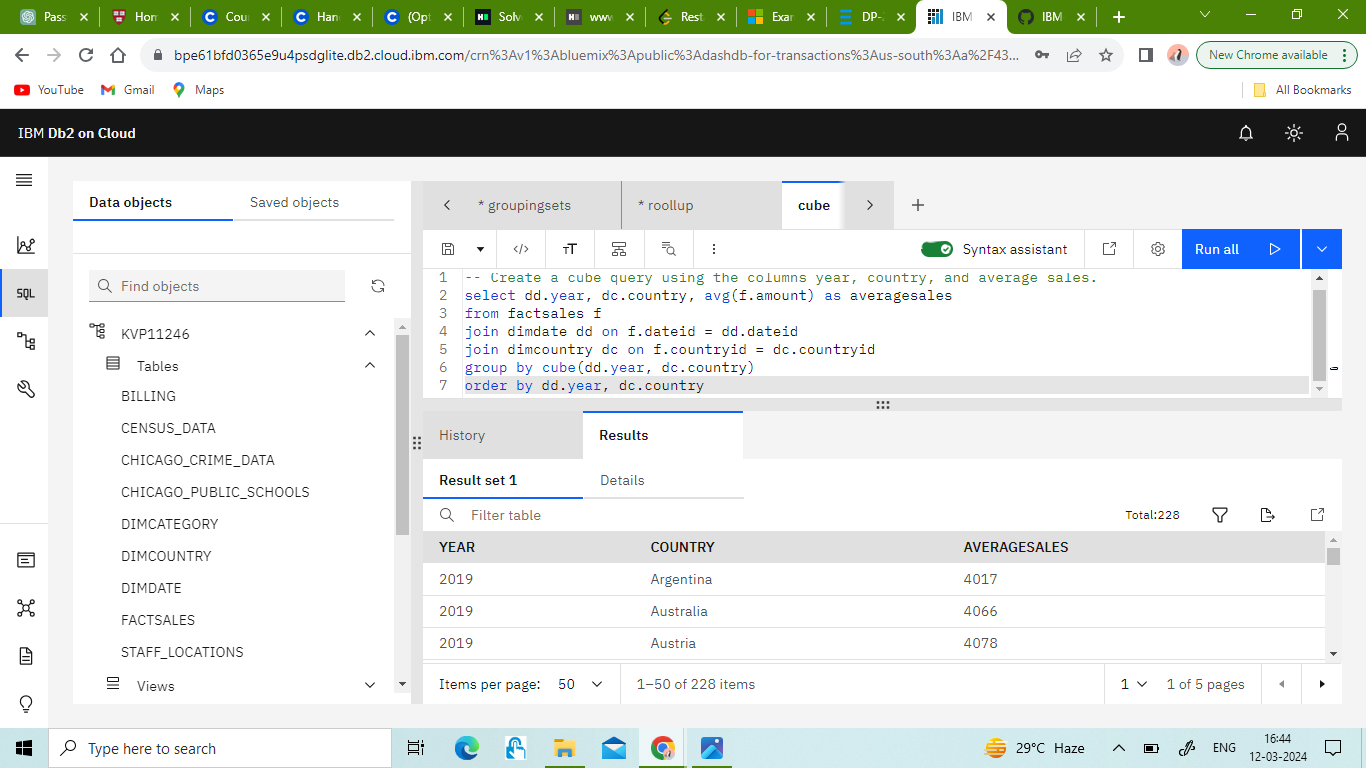 Pass
Hom
Cou
Han
(Opt
Solv
www
Rest
Exar
DP-
IBM
IBM
bpe61bfd0365e9u4psdglite.db2.cloud.ibm.com/crn%3Av1%3Abluemix%3Apublic%3Adashdb-for-transactions%3Aus-south%3Aa%2F43...
New Chrome available
YouTube
Gmail
Maps
All Bookmarks
IBM Db2 on Cloud
Data objects
Saved objects
* groupingsets
* roollup
cube
Syntax assistant
Run all
Find objects
KVP11246
Tables
BILLING
CENSUS_DATA
CHICAGO_CRIME_DATA
CHICAGO_PUBLIC_SCHOOLS
DIMCATEGORY
DIMCOUNTRY
DIMDATE
FACTSALES
STAFF_LOCATIONS
Views
SQL
1 -- Create a cube query using the columns year, country, and average sales.
2 select dd.year, dc.country, avg(f.amount) as averagesales
3 from factsales f
4 join dimdate dd on f.dateid = dd.dateid
5 join dimcountry dc on f.countryid = dc.countryid
6 group by cube(dd.year, dc.country)
7 order by dd.year, dc.country
History
Results
Result set 1
Details
Filter table
Total:228
YEAR COUNTRY AVERAGESALES
2019 Argentina 4017
2019 Australia 4066
2019 Austria 4078
Items per page: 50
1–50 of 228 items
1
1 of 5 pages
Type here to search
29°C Haze
ENG
16:44
12-03-2024